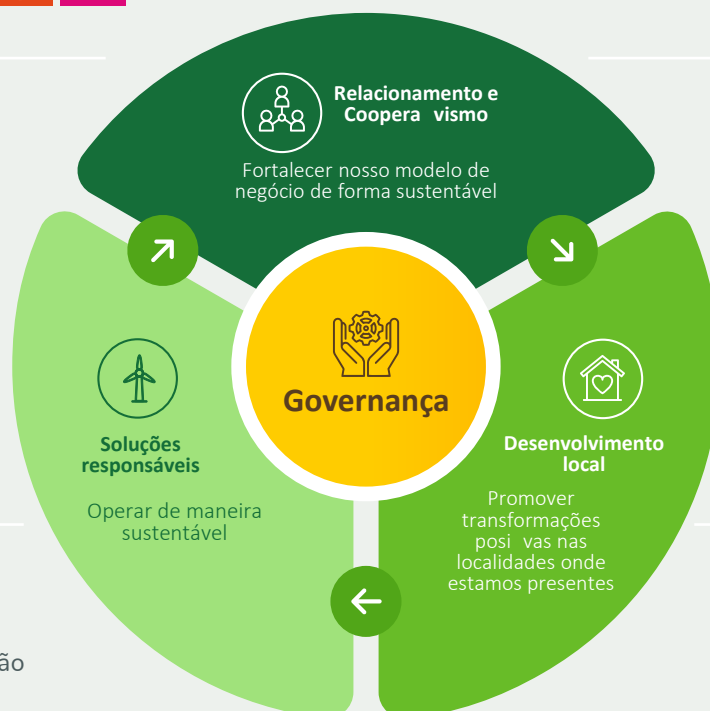 Relacionamento e
Coopera vismo
Fortalecer nosso modelo de
negócio de forma sustentável
Governança
Soluções
responsáveis
Operar de maneira
sustentável
Desenvolvimento
local
Promover
transformações
posi vas nas
localidades onde
estamos presentes
ão